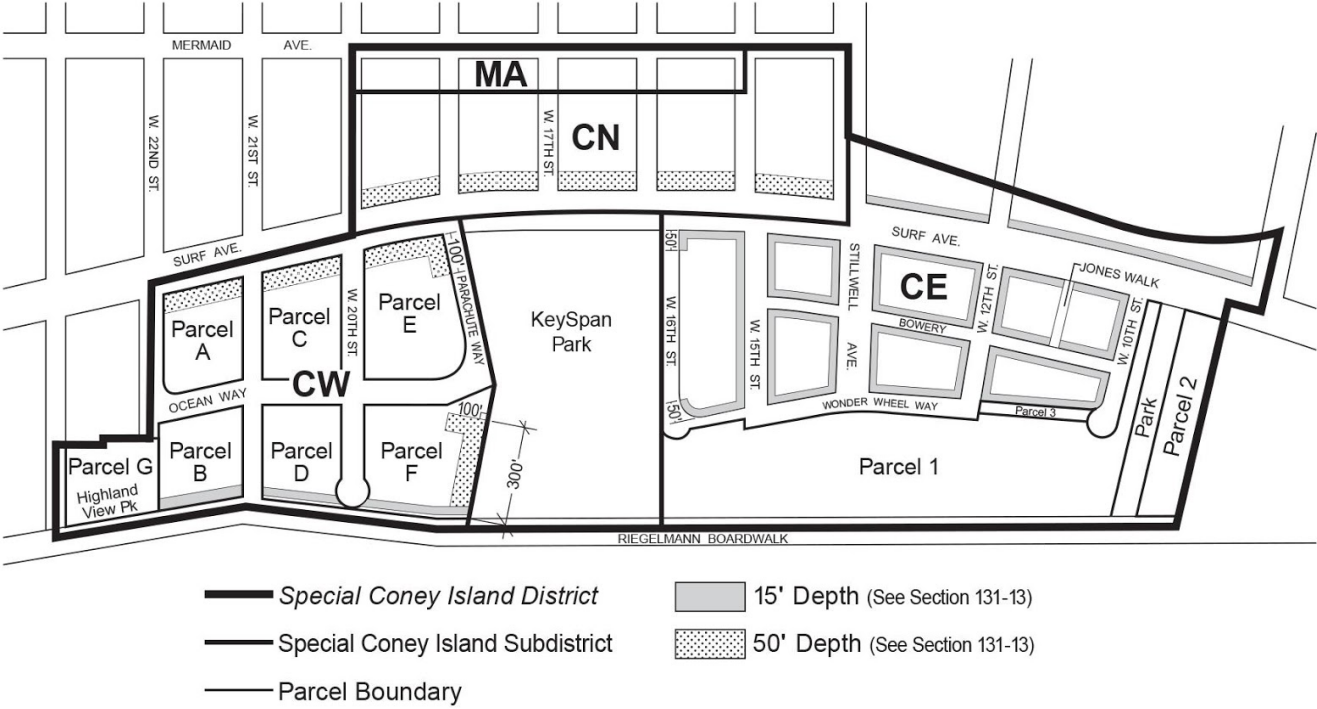 MERMAID AVE.
MA
W. 22ND ST.
W. 21ST ST.
W. 17TH ST.
CN
SURF AVE.
SURF AVE.
100'
PARACHUTE WAY
50'
STILLWELL AVE.
W. 12TH ST.
JONES WALK
CE
Parcel
A
Parcel
C
W. 20TH ST.
Parcel
E
KeySpan
Park
W. 16TH ST.
W. 15TH ST.
BOWERY
W. 10TH ST.
CW
OCEAN WAY
100'
50'
WONDER WHEEL WAY
Parcel 3
Park
Parcel 2
Parcel G
Highland
View Pk
Parcel
B
Parcel
D
Parcel
F
300'
Parcel 1
RIEGELMANN BOARDWALK
Special Coney Island District
15' Depth (See Section 131-13)
Special Coney Island Subdistrict
50' Depth (See Section 131-13)
Parcel Boundary